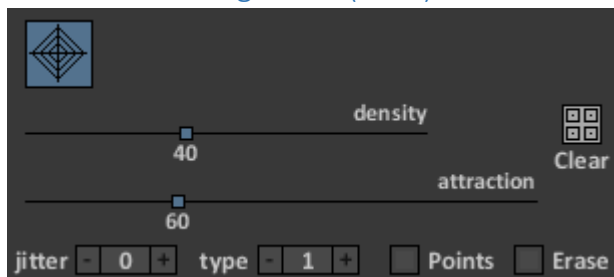 density
40
Clear
attraction
60
jitter - 0 + type - 1 + Points Erase